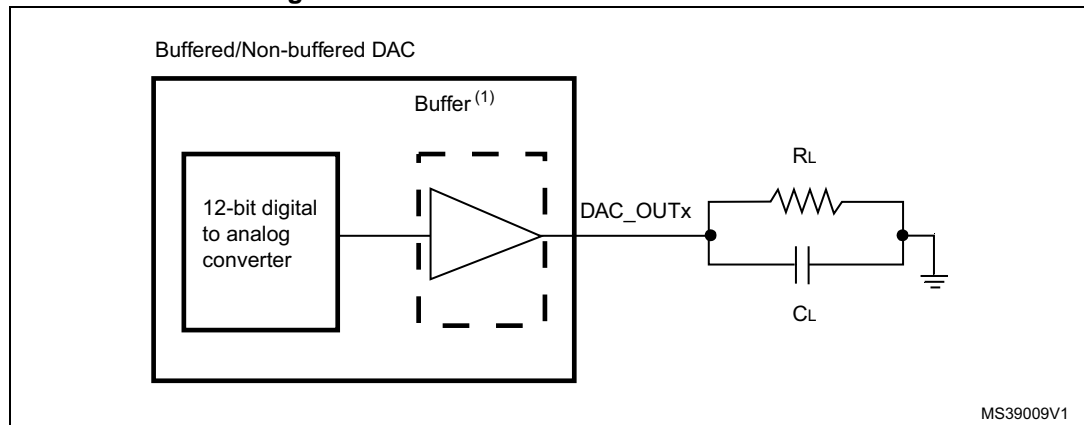 Buffered/Non-buffered DAC
Buffer (1)
12-bit digital
to analog
converter
DAC_OUTx
RL
CL
MS39009V1